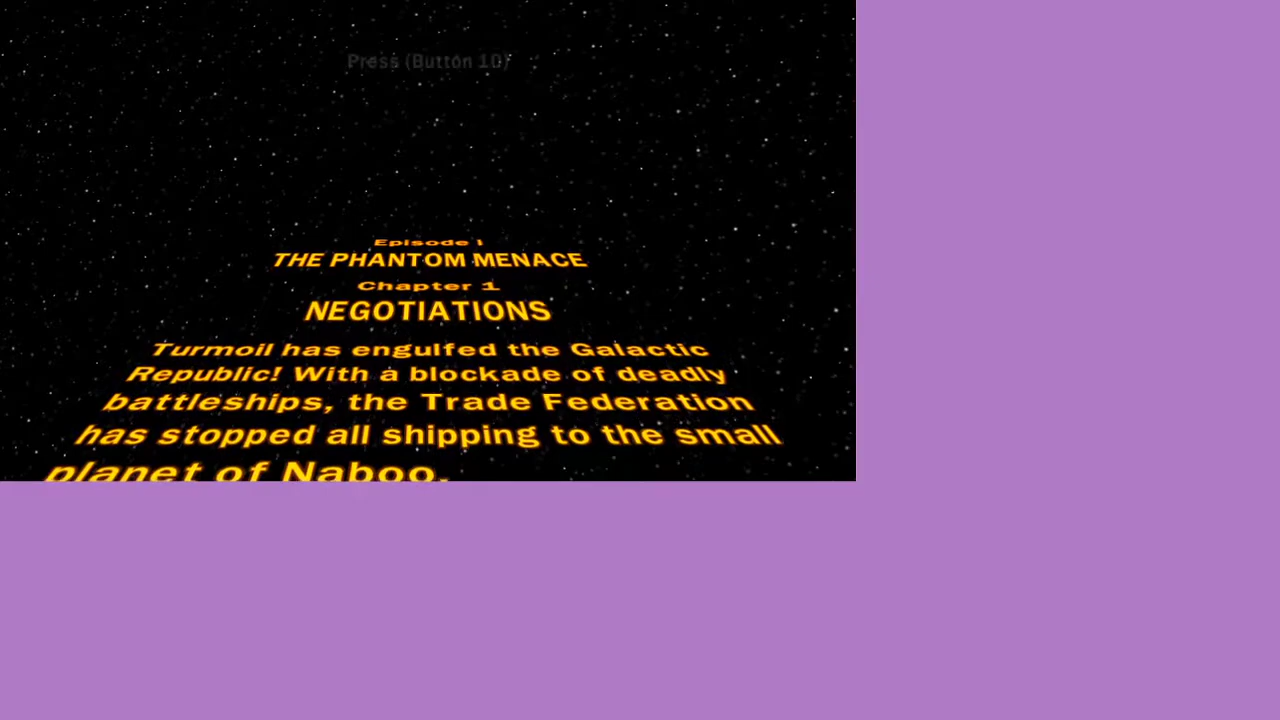 Press (Button 10)
Episode I
THE PHANTOM MENACE
Chapter 1
NEGOTIATIONS
Turmoil has engulfed the Galactic
Republic! With a blockade of deadly
battleships, the Trade Federation
has stopped all shipping to the small
planet of Naboo.